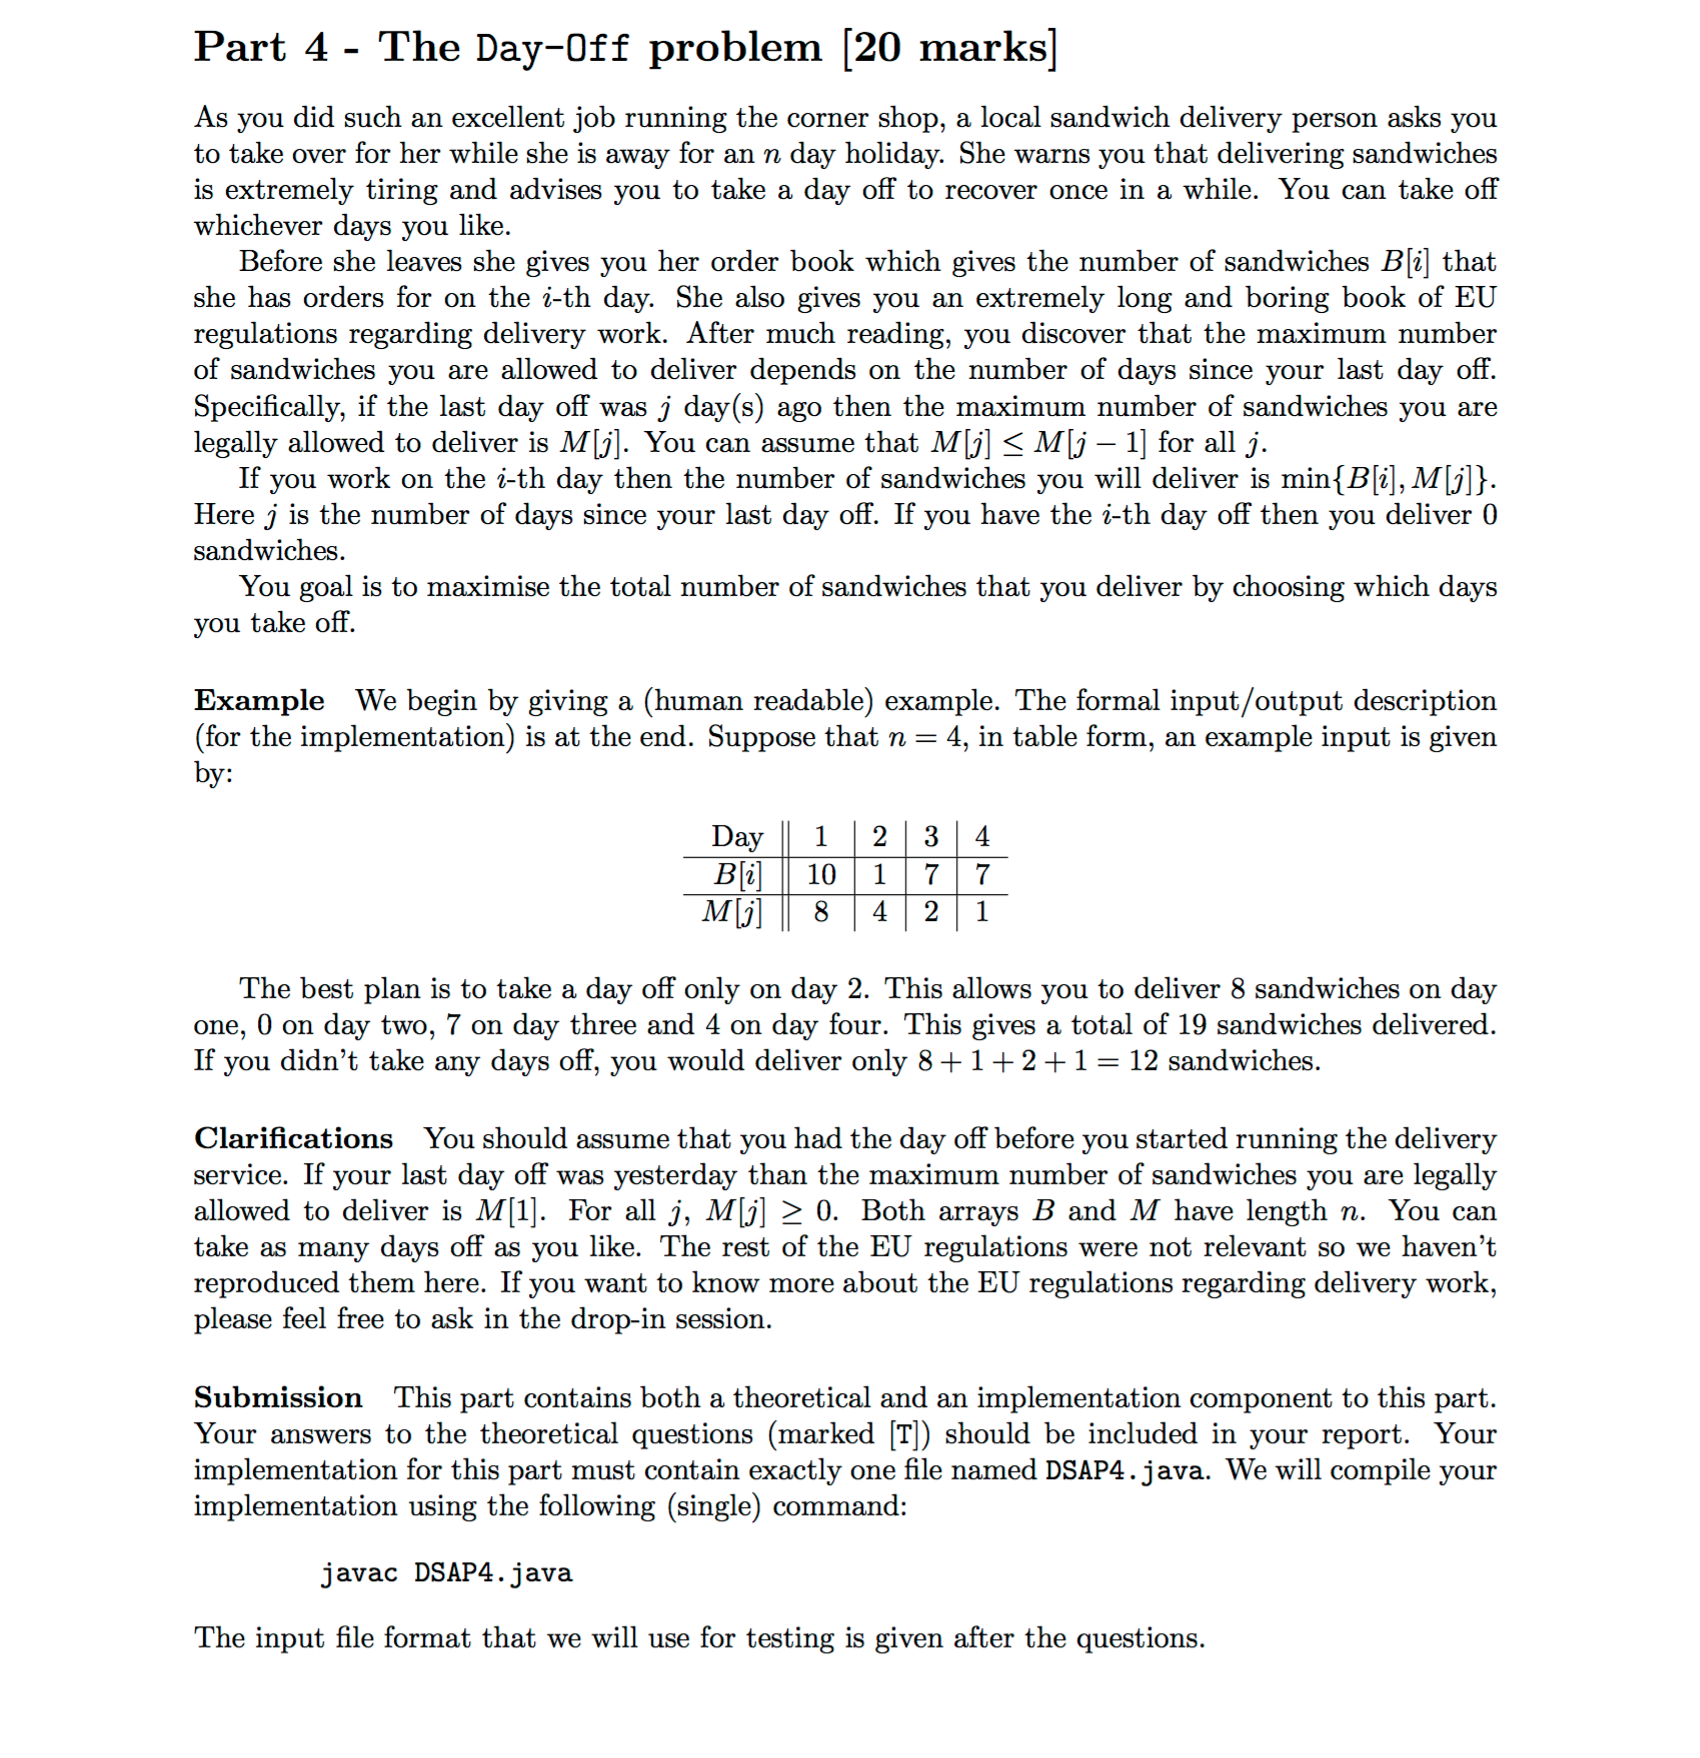 Part 4 - The Day-Off problem [20 marks]
As you did such an excellent job running the corner shop, a local sandwich delivery person asks you
to take over for her while she is away for an n day holiday. She warns you that delivering sandwiches
is extremely tiring and advises you to take a day off to recover once in a while. You can take off
whichever days you like.
Before she leaves she gives you her order book which gives the number of sandwiches B[i] that
she has orders for on the i-th day. She also gives you an extremely long and boring book of EU
regulations regarding delivery work. After much reading, you discover that the maximum number
of sandwiches you are allowed to deliver depends on the number of days since your last day off.
Specifically, if the last day off was j day(s) ago then the maximum number of sandwiches you are
legally allowed to deliver is M[j]. You can assume that M[j] ≤ M[j − 1] for all j.
If you work on the i-th day then the number of sandwiches you will deliver is min{B[i], M[j]}.
Here j is the number of days since your last day off. If you have the i-th day off then you deliver 0
sandwiches.
You goal is to maximise the total number of sandwiches that you deliver by choosing which days
you take off.
Example We begin by giving a (human readable) example. The formal input/output description
(for the implementation) is at the end. Suppose that n = 4, in table form, an example input is given
by:
Day 1 2 3 4
B[i] 10 1 7 7
M[j] 8 4 2 1
The best plan is to take a day off only on day 2. This allows you to deliver 8 sandwiches on day
one, 0 on day two, 7 on day three and 4 on day four. This gives a total of 19 sandwiches delivered.
If you didn't take any days off, you would deliver only 8 + 1 + 2 + 1 = 12 sandwiches.
Clarifications You should assume that you had the day off before you started running the delivery
service. If your last day off was yesterday than the maximum number of sandwiches you are legally
allowed to deliver is M[1]. For all j, M[j] ≥ 0. Both arrays B and M have length n. You can
take as many days off as you like. The rest of the EU regulations were not relevant so we haven't
reproduced them here. If you want to know more about the EU regulations regarding delivery work,
please feel free to ask in the drop-in session.
Submission This part contains both a theoretical and an implementation component to this part.
Your answers to the theoretical questions (marked [T]) should be included in your report. Your
implementation for this part must contain exactly one file named DSAP4.java. We will compile your
implementation using the following (single) command:
javac DSAP4.java
The input file format that we will use for testing is given after the questions.